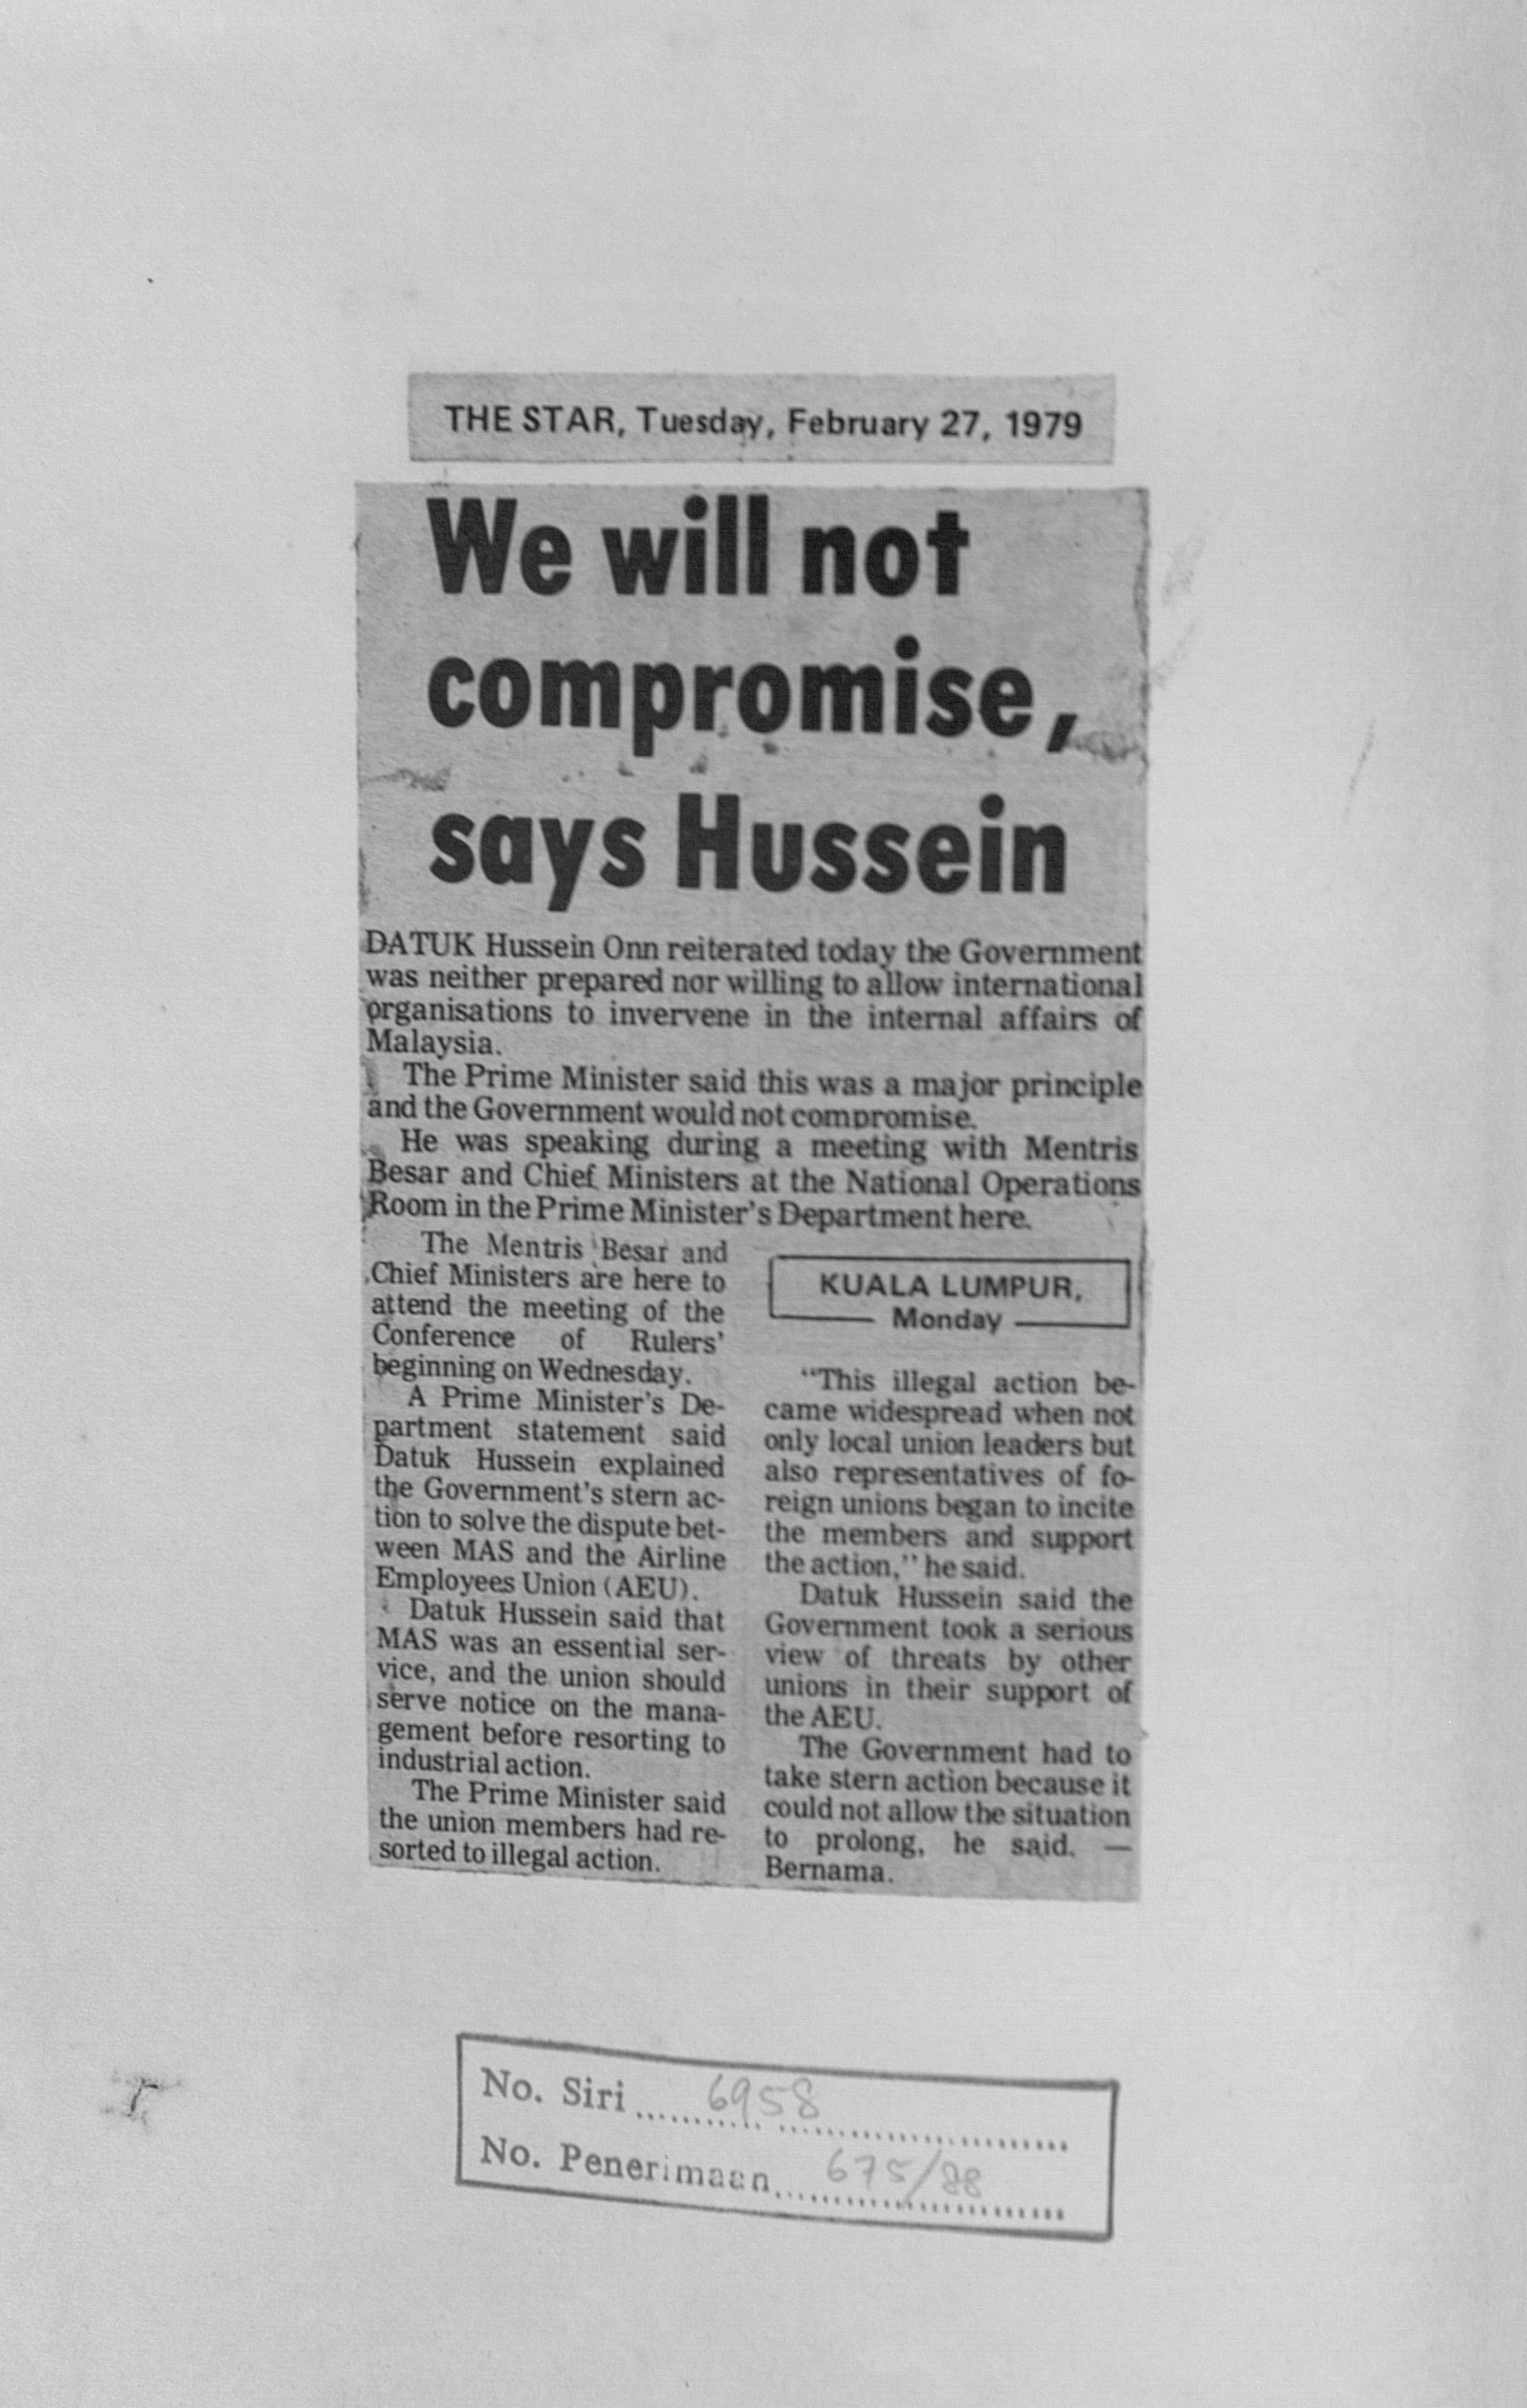 THE STAR, Tuesday, February 27, 1979
We will not
compromise,
says Hussein
DATUK Hussein Onn reiterated today the Government
was neither prepared nor willing to allow international
organisations to invervene in the internal affairs of
Malaysia.
The Prime Minister said this was a major principle
and the Government would not compromise.
He was speaking during a meeting with Mentris
Besar and Chief Ministers at the National Operations
Room in the Prime Minister's Department here.
The Mentris Besar and
Chief Ministers are here to
attend the meeting of the
Conference of Rulers'
beginning on Wednesday.
A Prime Minister's De-
partment statement said
Datuk Hussein explained
the Government's stern ac-
tion to solve the dispute bet-
ween MAS and the Airline
Employees Union (AEU).
Datuk Hussein said that
MAS was an essential ser-
vice, and the union should
serve notice on the mana-
gement before resorting to
industrial action.
The Prime Minister said
the union members had re-
sorted to illegal action.
KUALA LUMPUR,
Monday
"This illegal action be-
came widespread when not
only local union leaders but
also representatives of fo-
reign unions began to incite
the members and support
the action," he said.
Datuk Hussein said the
Government took a serious
view of threats by other
unions in their support of
the AEU.
The Government had to
take stern action because it
could not allow the situation
to prolong, he said. —
Bernama.
No. Siri 6958
No. Penerimaan 675/88